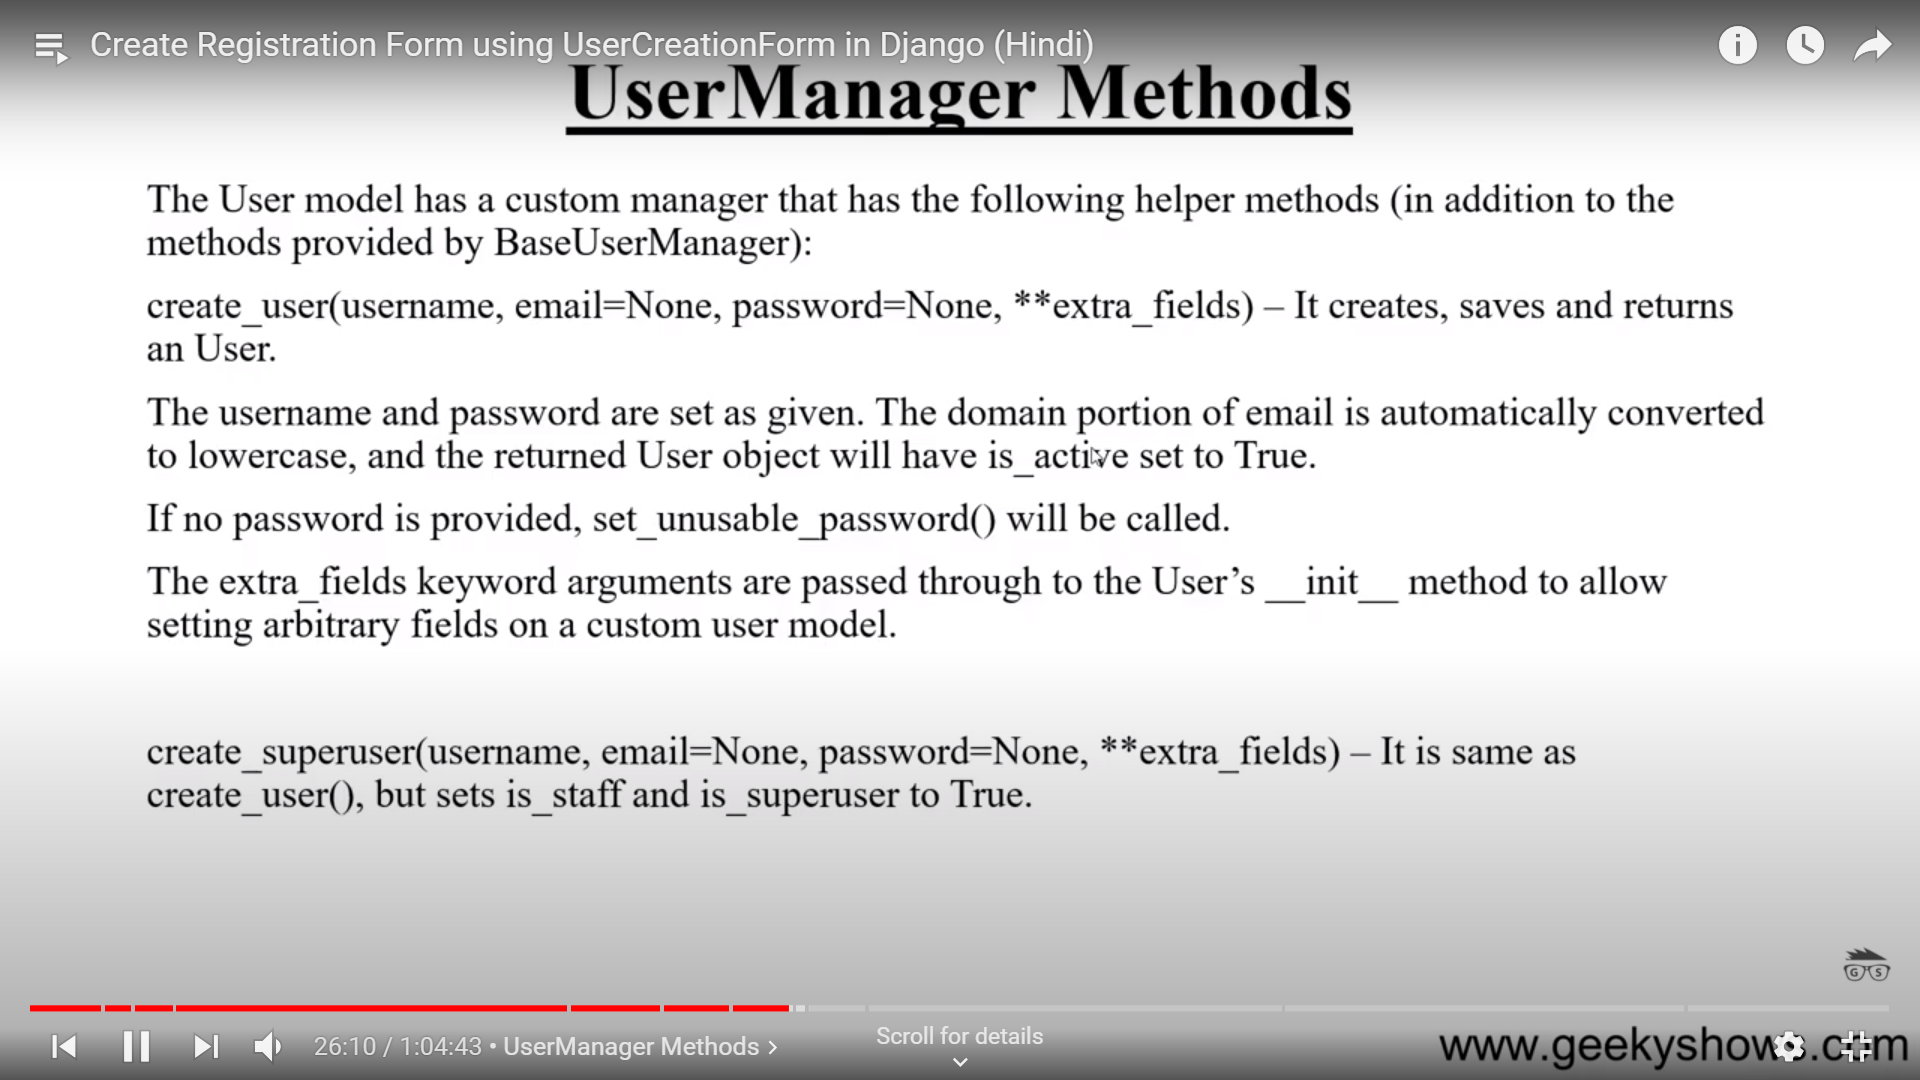 Create Registration Form using UserCreationForm in Django (Hindi)
UserManager Methods
The User model has a custom manager that has the following helper methods (in addition to the
methods provided by BaseUserManager):
create_user(username, email=None, password=None, **extra_fields) – It creates, saves and returns
an User.
The username and password are set as given. The domain portion of email is automatically converted
to lowercase, and the returned User object will have is_active set to True.
If no password is provided, set_unusable_password() will be called.
The extra_fields keyword arguments are passed through to the User’s __init__ method to allow
setting arbitrary fields on a custom user model.
create_superuser(username, email=None, password=None, **extra_fields) – It is same as
create_user(), but sets is_staff and is_superuser to True.
G S
Scroll for details
26:10 / 1:04:43 • UserManager Methods
www.geekyshows.com